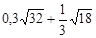 0,3√32 + 1/3 √18